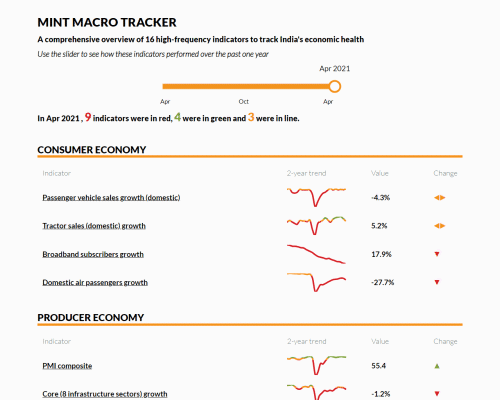 MINT MACRO TRACKER
A comprehensive overview of 16 high-frequency indicators to track India's economic health
Use the slider to see how these indicators performed over the past one year
Apr 2021
Apr Oct Apr
In Apr 2021 , 9 indicators were in red, 4 were in green and 3 were in line.
CONSUMER ECONOMY
Indicator 2-year trend Value Change
Passenger vehicle sales growth (domestic) -4.3%
Tractor sales (domestic) growth 5.2%
Broadband subscribers growth 17.9%
Domestic air passengers growth -27.7%
PRODUCER ECONOMY
Indicator 2-year trend Value Change
PMI composite 55.4
Core (8 infrastructure sectors) growth -1.2%